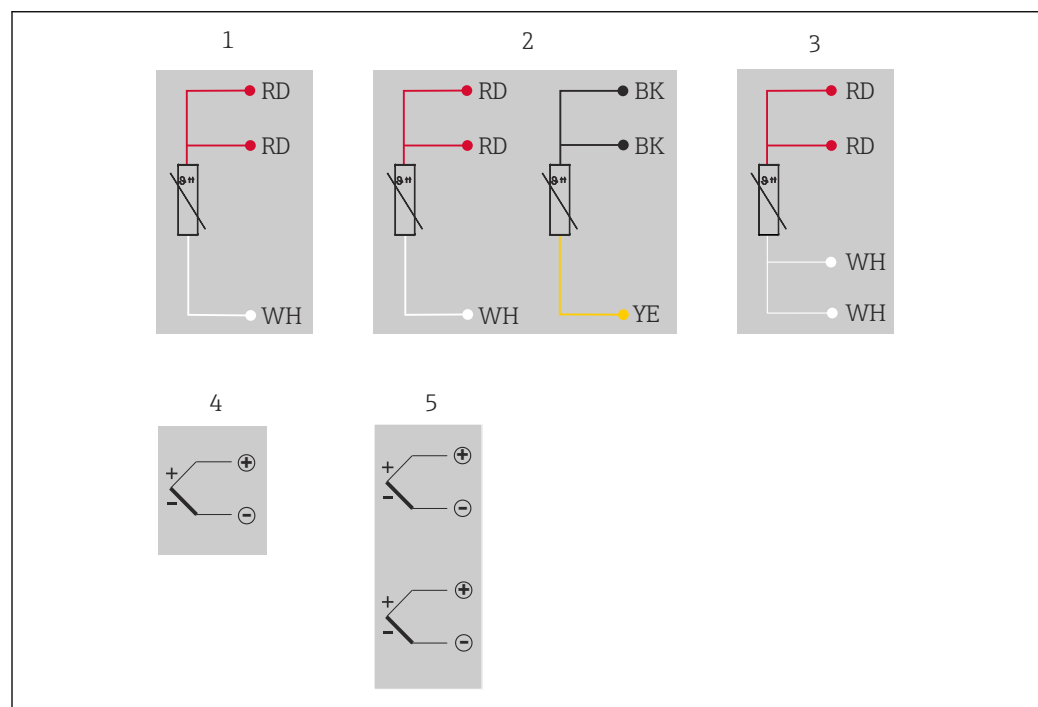 1 2 3
RD RD BK RD
RD RD BK RD
WH
WH WH YE WH
4 5
+ +
- -
+ +
- -
+ +
- -